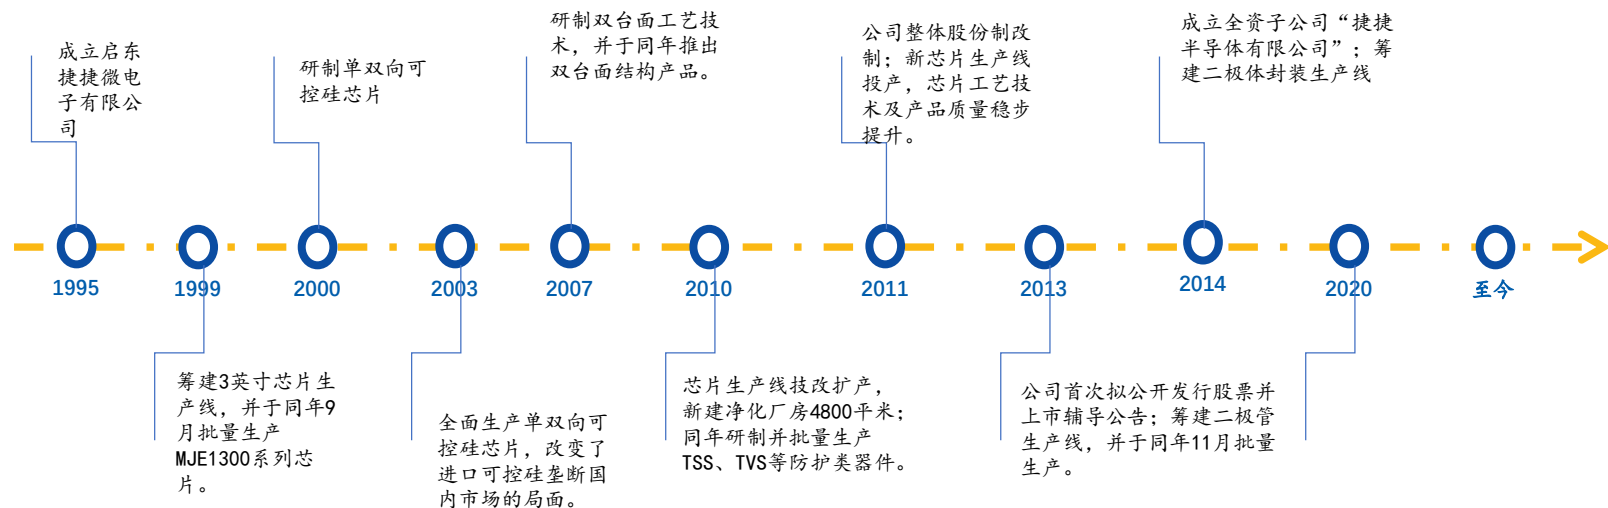 成立启东
捷捷微电
子有限公
司
研制单双向可
控硅芯片
研制双台面工艺技
术，并于同年推出
双台面结构产品。
公司整体股份制改
制；新芯片生产线
投产，芯片工艺技
术及产品质量稳步
提升。
成立全资子公司“捷捷
半导体有限公司”；筹
建二极体封装生产线
1995
1999
2000
2003
2007
2010
2011
2013
2014
2020
至今
筹建3英寸芯片生
产线，并于同年9
月批量生产
MJE1300系列芯
片。
全面生产单双向可
控硅芯片，改变了
进口可控硅垄断国
内市场的局面。
芯片生产线技改扩产，
新建净化厂房4800平米；
同年研制并批量生产
TSS、TVS等防护类器件。
公司首次拟公开发行股票并
上市辅导公告；筹建二极管
生产线，并于同年11月批量
生产。